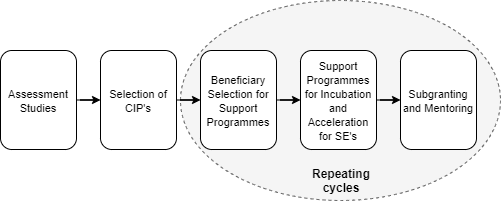 Assessment
Studies
Selection of
CIP's
Beneficiary
Selection for
Support
Programmes
Support
Programmes
for Incubation
and
Acceleration
for SE's
Subgranting
and Mentoring
Repeating
cycles